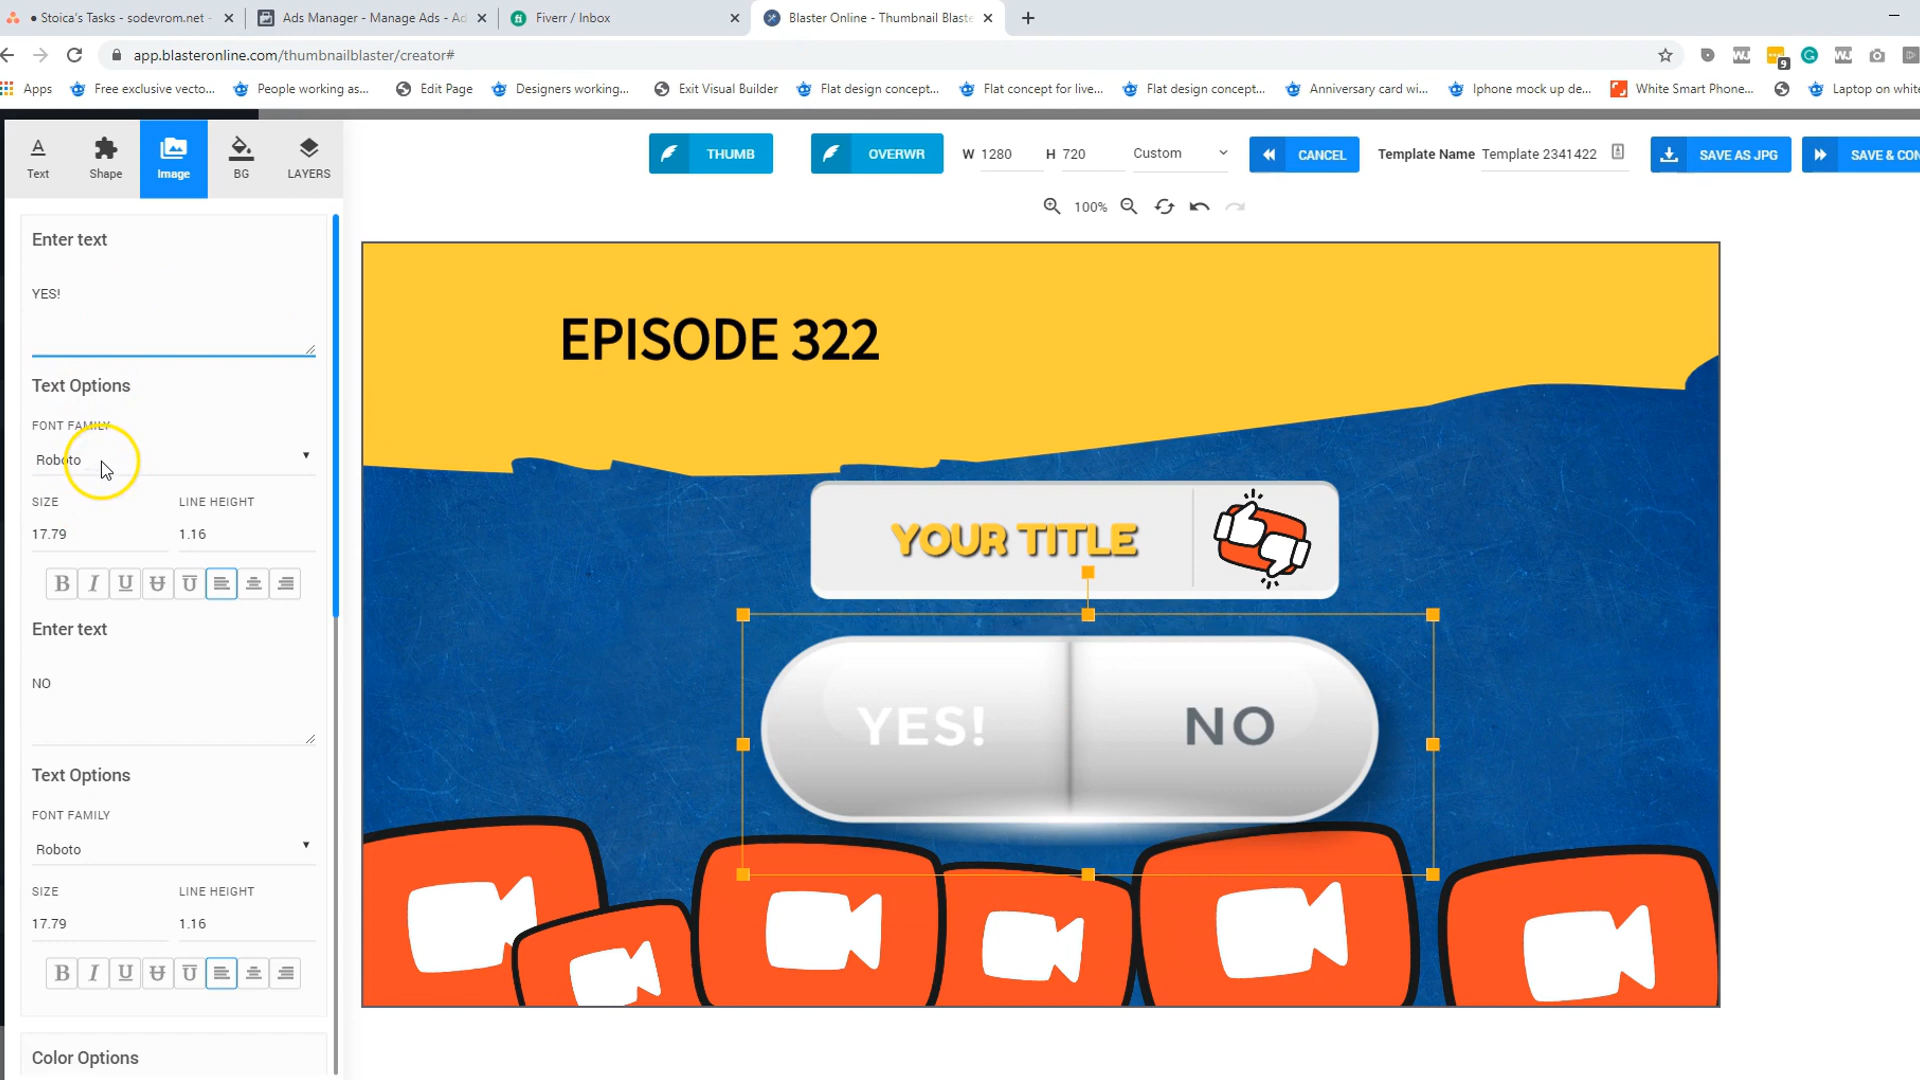 Stoica's Tasks - sodevrom.net -
Ads Manager - Manage Ads - Ad
Fiverr / Inbox
Blaster Online - Thumbnail Blaste
app.blasteronline.com/thumbnailblaster/creator#
9
Apps
Free exclusive vecto...
People working as...
Edit Page
Designers working...
Exit Visual Builder
Flat design concept...
Flat concept for live...
Flat design concept...
Anniversary card wi...
Iphone mock up de...
White Smart Phone...
Laptop on white
Text
Shape
Image
BG
LAYERS
THUMB
OVERWR
W 1280
H 720
Custom
CANCEL
Template Name
Template 2341422
SAVE AS JPG
SAVE & CON
100%
Enter text
YES!
Text Options
FONT FAMILY
Roboto
SIZE
LINE HEIGHT
17.79
1.16
B I U U U
Enter text
NO
Text Options
FONT FAMILY
Roboto
SIZE
LINE HEIGHT
17.79
1.16
B I U U U
Color Options
EPISODE 322
YOUR TITLE
YES!
NO